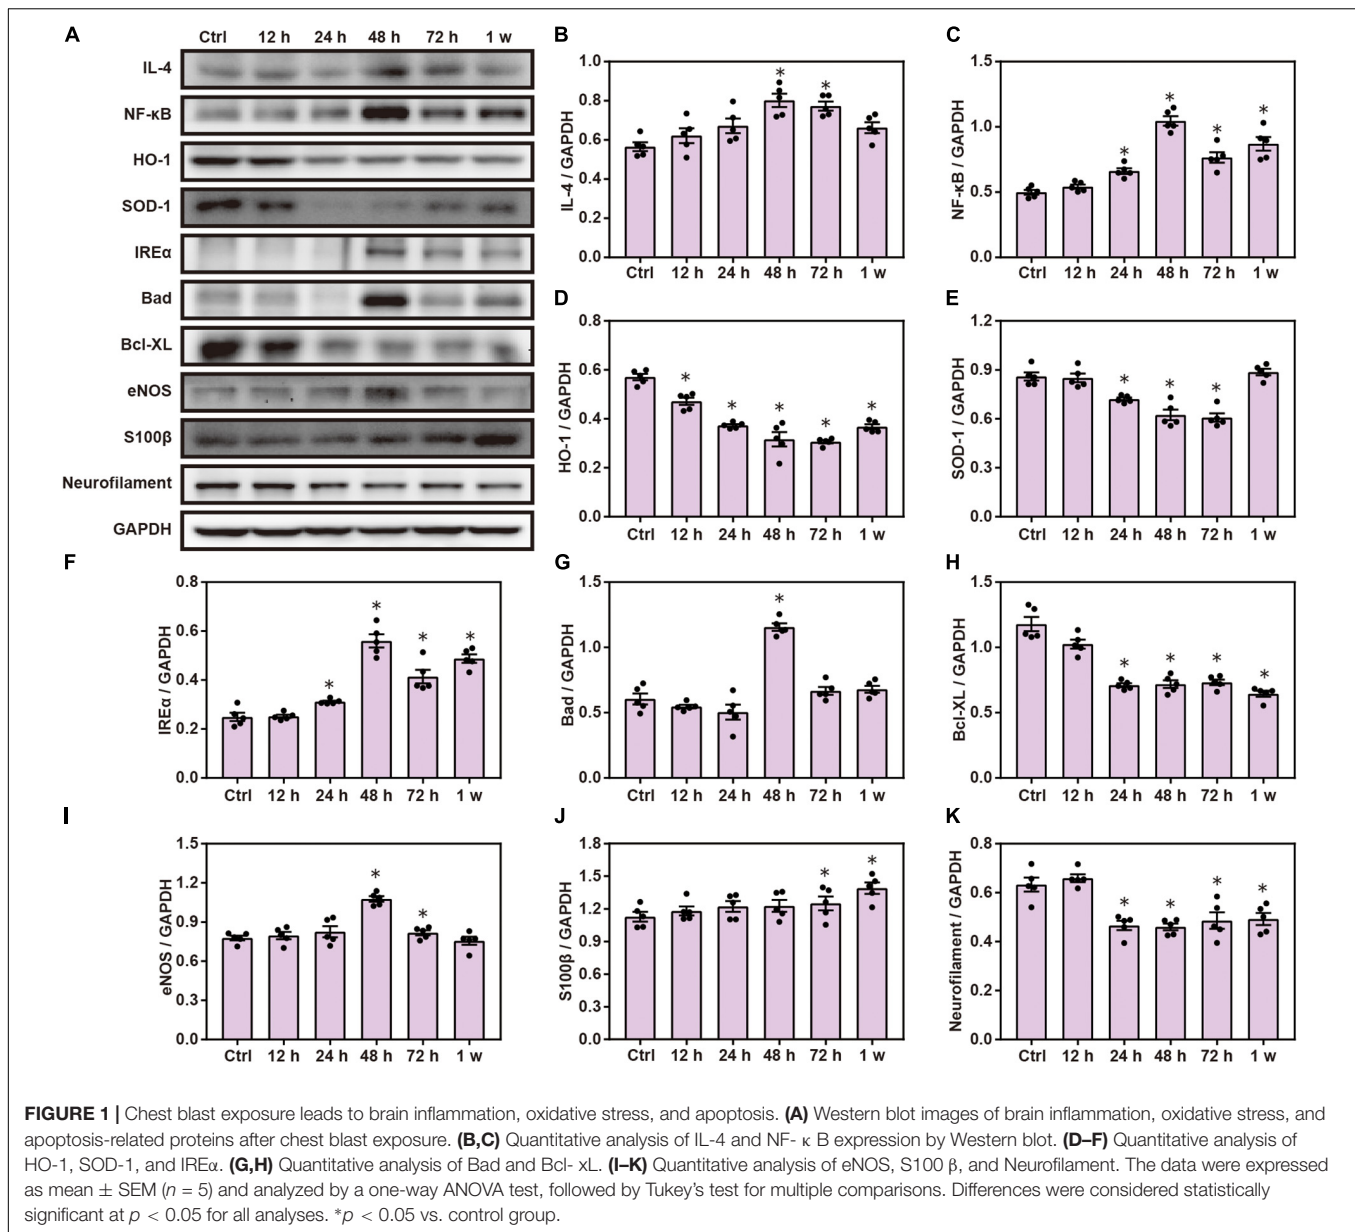 A
Ctrl 12 h 24 h 48 h 72 h 1 w
IL-4
NF-κB
HO-1
SOD-1
IREα
Bad
Bcl-XL
eNOS
S100β
Neurofilament
GAPDH
B
IL-4 / GAPDH
1.0
0.8
0.6
0.4
0.2
0.0
* *
Ctrl 12 h 24 h 48 h 72 h 1 w
C
NF-κB / GAPDH
1.5
1.0
0.5
0.0
* * * *
Ctrl 12 h 24 h 48 h 72 h 1 w
D
HO-1 / GAPDH
0.8
0.6
0.4
0.2
0.0
* * * * *
Ctrl 12 h 24 h 48 h 72 h 1 w
E
SOD-1 / GAPDH
1.2
0.9
0.6
0.3
0.0
* * *
Ctrl 12 h 24 h 48 h 72 h 1 w
F
IREα / GAPDH
0.8
0.6
0.4
0.2
0.0
* * * *
Ctrl 12 h 24 h 48 h 72 h 1 w
G
Bad / GAPDH
1.5
1.0
0.5
0.0
*
Ctrl 12 h 24 h 48 h 72 h 1 w
H
Bcl-XL / GAPDH
1.5
1.0
0.5
0.0
* * * *
Ctrl 12 h 24 h 48 h 72 h 1 w
I
eNOS / GAPDH
1.5
1.2
0.9
0.6
0.3
0.0
* *
Ctrl 12 h 24 h 48 h 72 h 1 w
J
S100β / GAPDH
1.8
1.5
1.2
0.9
0.6
0.3
0.0
* *
Ctrl 12 h 24 h 48 h 72 h 1 w
K
Neurofilament / GAPDH
0.8
0.6
0.4
0.2
0.0
* * * *
Ctrl 12 h 24 h 48 h 72 h 1 w
FIGURE 1 | Chest blast exposure leads to brain inflammation, oxidative stress, and apoptosis. (A) Western blot images of brain inflammation, oxidative stress, and
apoptosis-related proteins after chest blast exposure. (B,C) Quantitative analysis of IL-4 and NF- κ B expression by Western blot. (D–F) Quantitative analysis of
HO-1, SOD-1, and IREα. (G,H) Quantitative analysis of Bad and Bcl- xL. (I–K) Quantitative analysis of eNOS, S100 β, and Neurofilament. The data were expressed
as mean ± SEM (n = 5) and analyzed by a one-way ANOVA test, followed by Tukey's test for multiple comparisons. Differences were considered statistically
significant at p < 0.05 for all analyses. *p < 0.05 vs. control group.